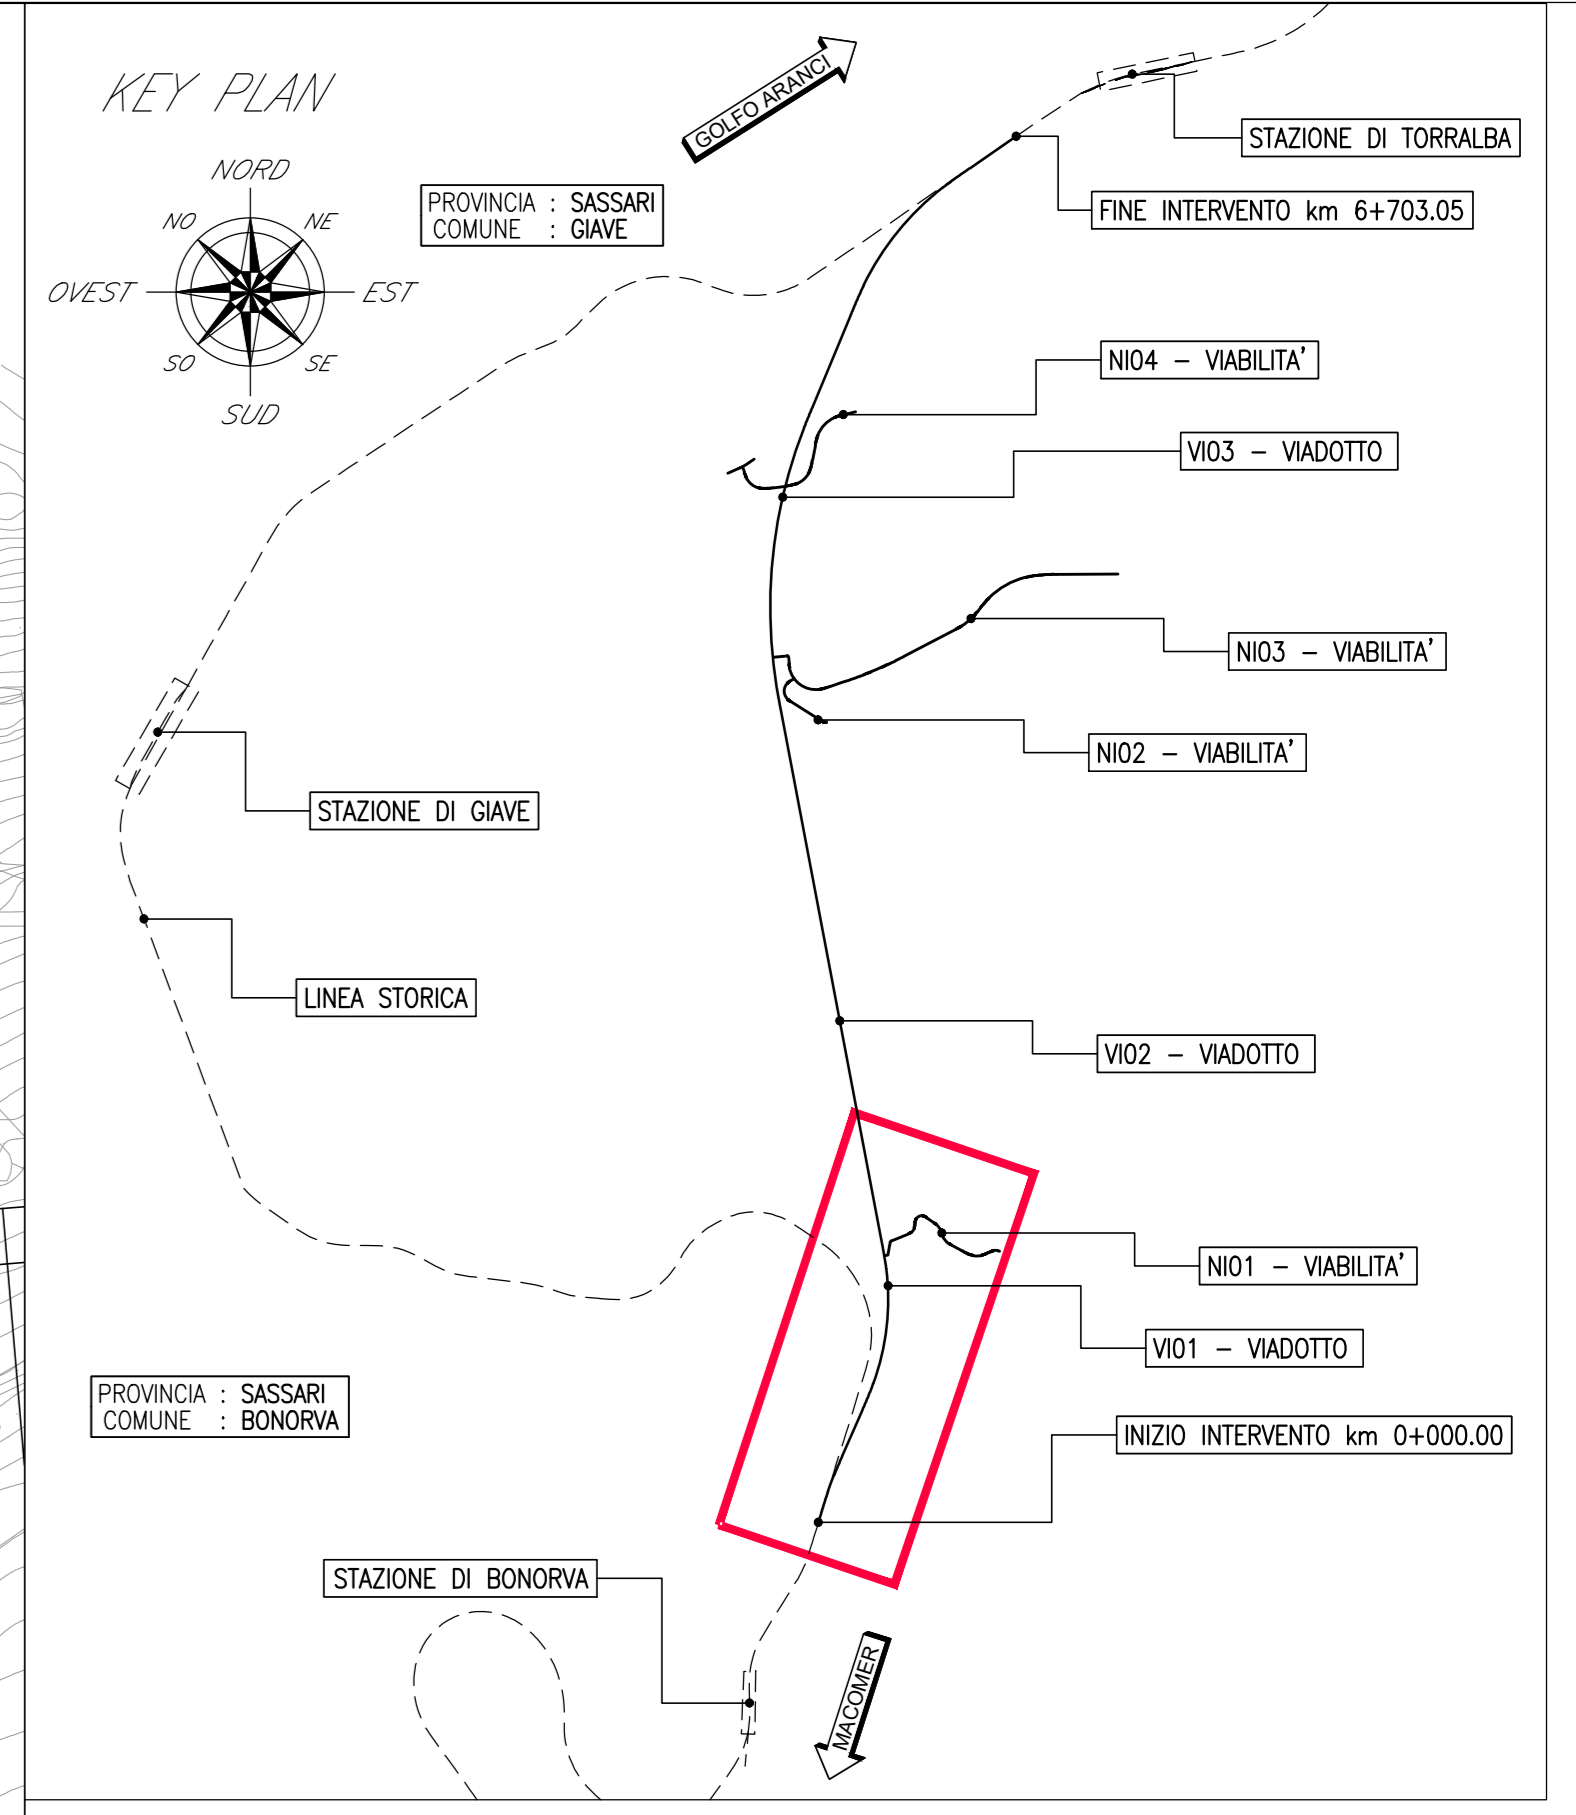 KEY PLAN
GOLFO ARANCI
STAZIONE DI TORRALBA
NORD
NO
NE
OVEST
EST
SO
SE
SUD
PROVINCIA : SASSARI
COMUNE : GIAVE
FINE INTERVENTO km 6+703.05
NI04 – VIABILITA'
VI03 – VIADOTTO
NI03 – VIABILITA'
NI02 – VIABILITA'
STAZIONE DI GIAVE
LINEA STORICA
VI02 – VIADOTTO
NI01 – VIABILITA'
VI01 – VIADOTTO
PROVINCIA : SASSARI
COMUNE : BONORVA
INIZIO INTERVENTO km 0+000.00
STAZIONE DI BONORVA
MACOMER